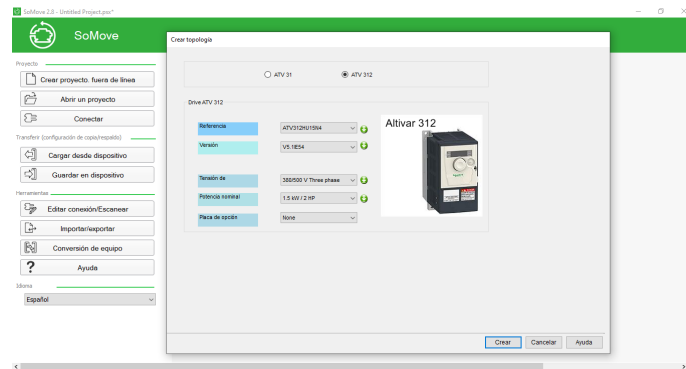 SoMove 2.8 - Untitled Project.psx*
SoMove
Proyecto
Crear proyecto. fuera de línea
Abrir un proyecto
Conectar
Transferir (configuración de copia/respaldo)
Cargar desde dispositivo
Guardar en dispositivo
Herramientas
Editar conexión/Escanear
Importar/exportar
Conversión de equipo
? Ayuda
Idioma
Español
Crear topología
ATV 31 ATV 312
Drive ATV 312
Referencia ATV312HU15N4
Versión V5.1IE54
Tensión de 380/500 V Three phase
Potencia nominal 1.5 kW / 2 HP
Placa de opción None
Altivar 312
Crear Cancelar Ayuda